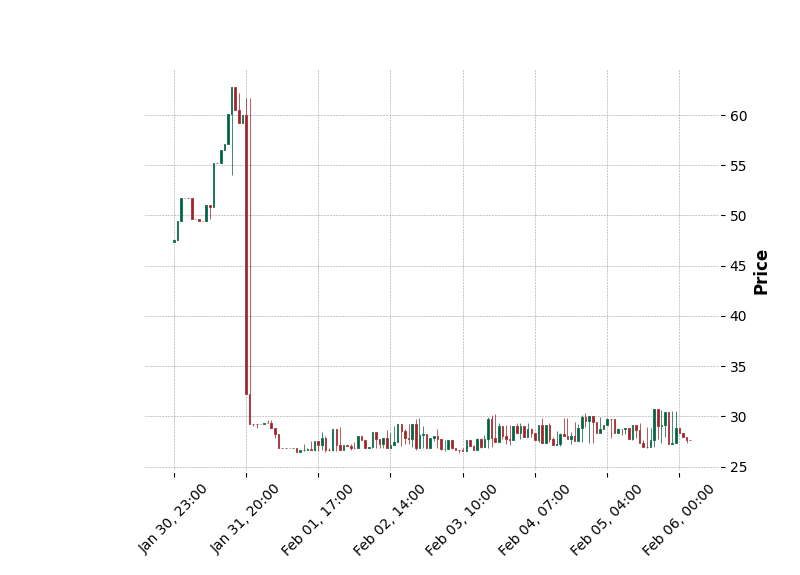 60
55
50
45
40
35
30
25
Price
Jan 30, 23:00
Jan 31, 20:00
Feb 01, 17:00
Feb 02, 14:00
Feb 03, 10:00
Feb 04, 07:00
Feb 05, 04:00
Feb 06, 00:00